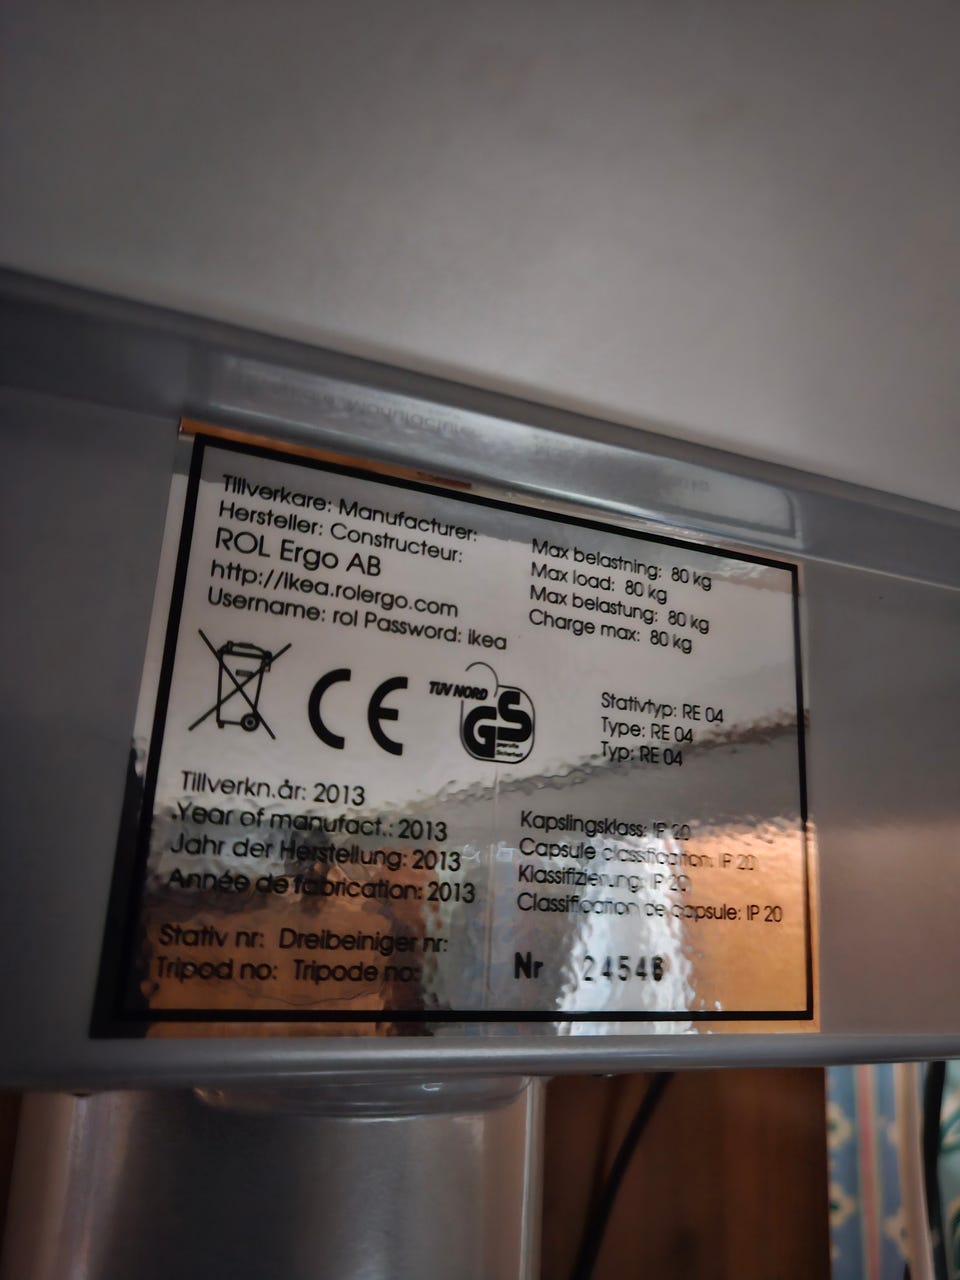 Tillverkare: Manufacturer:
Hersteller: Constructeur:
ROL Ergo AB
http://ikea.rolergo.com
Username: rol Password: ikea
Max belastning: 80 kg
Max load: 80 kg
Max belastung: 80 kg
Charge max: 80 kg
CE
TÜV NORD
GS
geprüfte
Sicherheit
Stativtyp: RE 04
Type: RE 04
Typ: RE 04
Tillverkn.år: 2013
Year of manufact.: 2013
Jahr der Herstellung: 2013
Année de fabrication: 2013
Kapslingsklass: IP 20
Capsule classification: IP 20
Klassifizierung: IP 20
Classification de capsule: IP 20
Stativ nr: Dreibeiniger nr:
Tripod no: Tripode no:
Nr